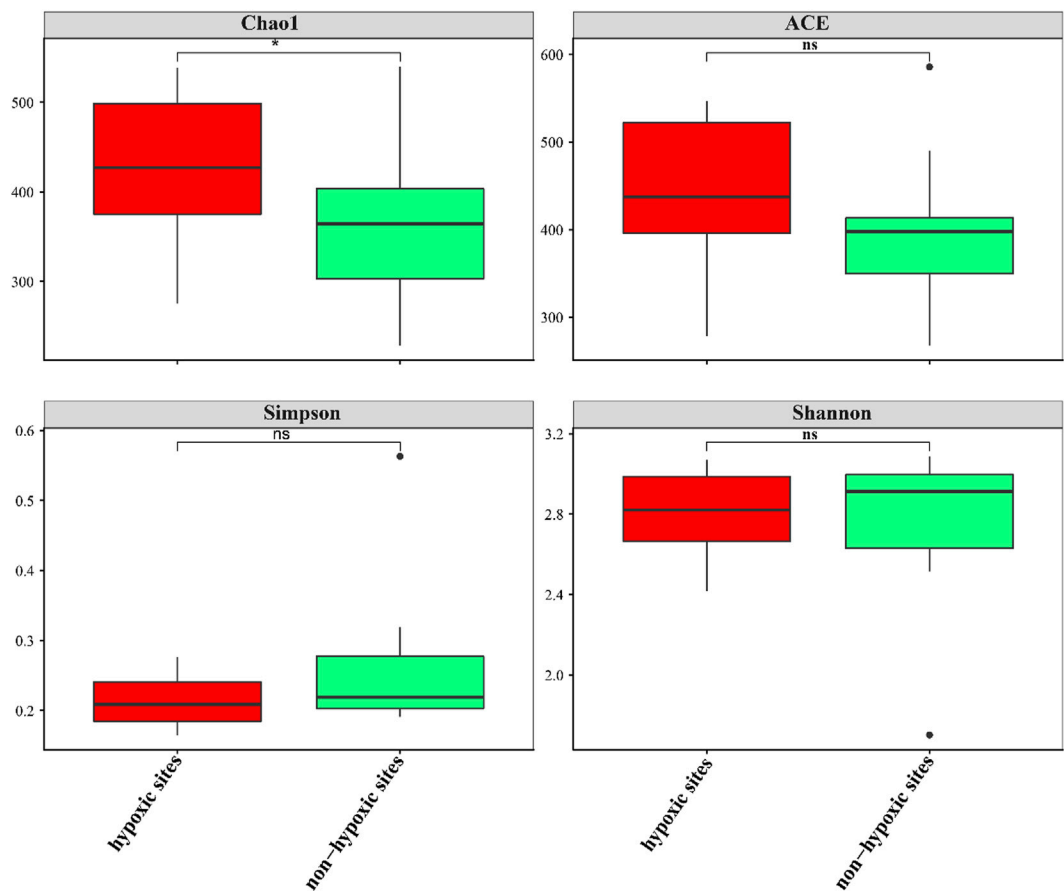 Chao1
*
500
400
300
ACE
ns
600
500
400
300
Simpson
ns
0.6
0.5
0.4
0.3
0.2
Shannon
ns
3.2
2.8
2.4
2.0
hypoxic sites
non-hypoxic sites
hypoxic sites
non-hypoxic sites